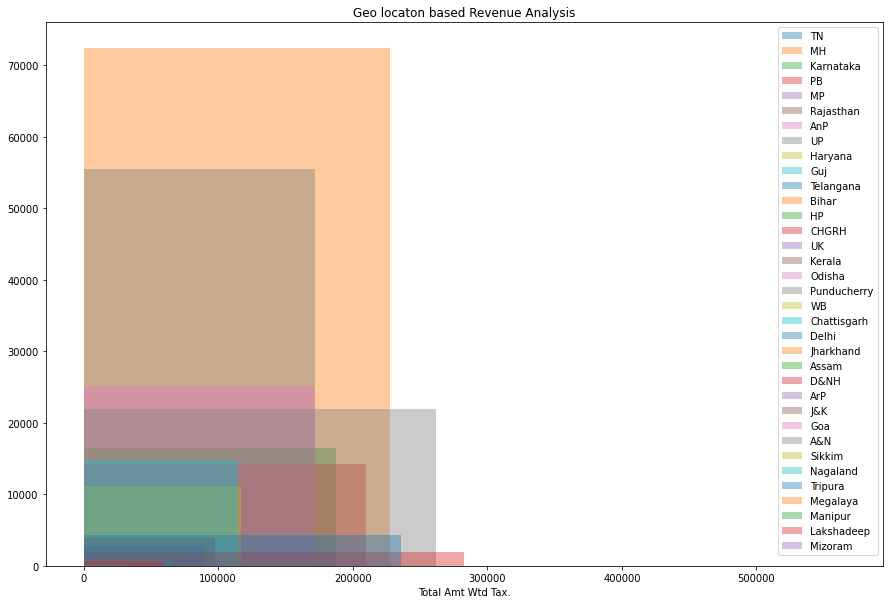 Geo locaton based Revenue Analysis
70000
60000
50000
40000
30000
20000
10000
0
0 100000 200000 300000 400000 500000
Total Amt Wtd Tax.
TN
MH
Karnataka
PB
MP
Rajasthan
AnP
UP
Haryana
Guj
Telangana
Bihar
HP
CHGRH
UK
Kerala
Odisha
Punducherry
WB
Chattisgarh
Delhi
Jharkhand
Assam
D&NH
ArP
J&K
Goa
A&N
Sikkim
Nagaland
Tripura
Megalaya
Manipur
Lakshadeep
Mizoram